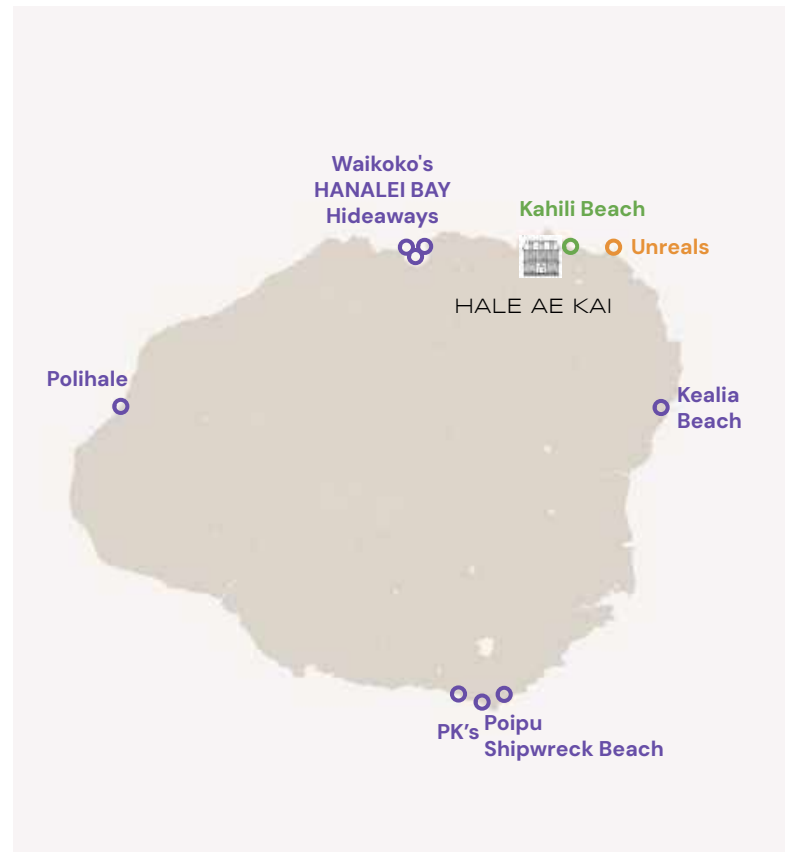 Waikoko's
HANALEI BAY
Hideaways
Kahili Beach
Unreals
HALE AE KAI
Polihale
Kealia
Beach
PK’s
Poipu
Shipwreck Beach